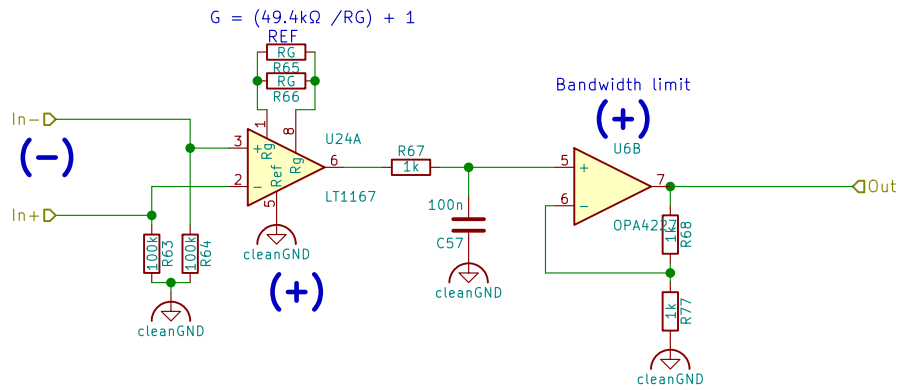 G = (49.4kΩ /RG) + 1
REF
RG
R65
RG
R66
Bandwidth limit
(+)
In-
(-)
In+
3
+
2
-
1
Rg
8
Rg
Ref
5
6
U24A
LT1167
R67
1k
100n
C57
cleanGND
U6B
5
+
6
-
7
OPA4227
Out
1k
R68
1k
R77
cleanGND
100k
R63
100k
R64
cleanGND
cleanGND
(+)